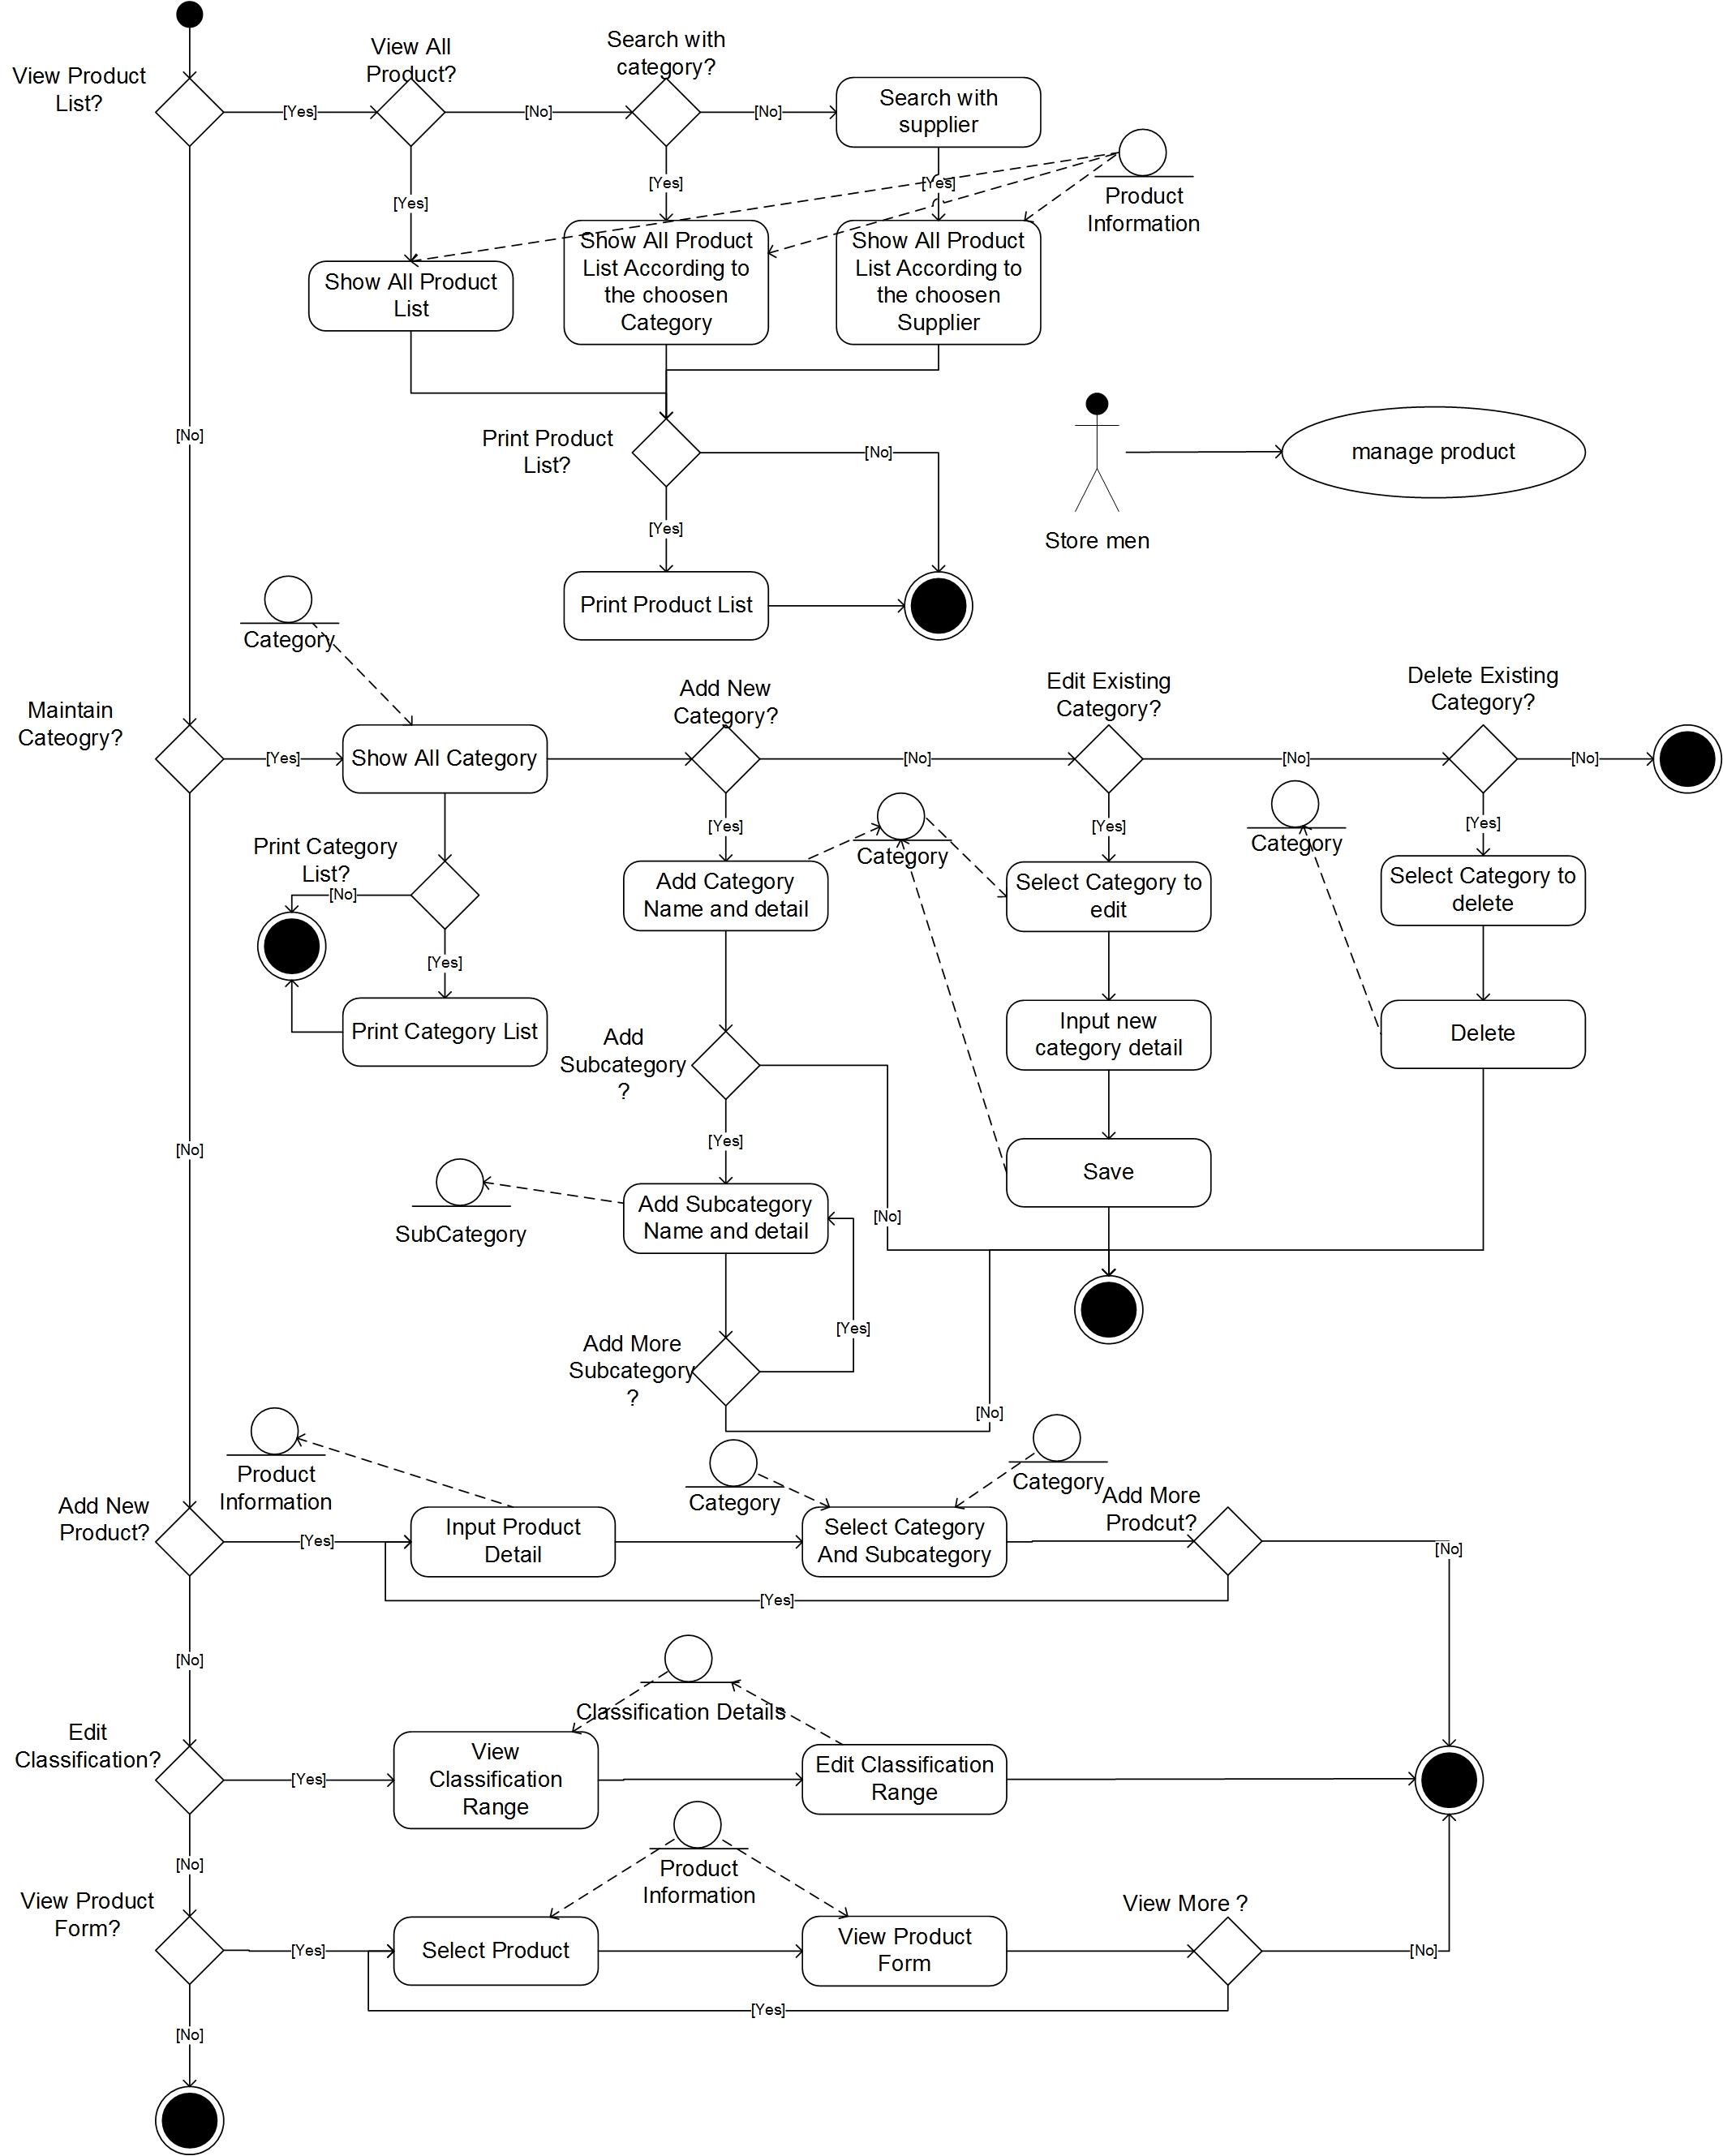 View Product
List?
[Yes]
View All
Product?
[No]
Search with
category?
[No]
Search with
supplier
[Yes]
[Yes]
[Yes]
Product
Information
Show All Product
List
Show All Product
List According to
the choosen
Category
Show All Product
List According to
the choosen
Supplier
[No]
Print Product
List?
[No]
[Yes]
Print Product List
Store men
manage product
Category
Maintain
Cateogry?
[Yes]
Show All Category
Add New
Category?
[No]
Edit Existing
Category?
[No]
Delete Existing
Category?
[No]
Print Category
List?
[No]
[Yes]
Print Category List
[Yes]
Add Category
Name and detail
Category
[Yes]
Select Category to
edit
Category
[Yes]
Select Category to
delete
Input new
category detail
Delete
Add
Subcategory
?
[Yes]
[No]
[No]
Save
SubCategory
Add Subcategory
Name and detail
[Yes]
Add More
Subcategory
?
[No]
Product
Information
Category
Category
Add New
Product?
[Yes]
Input Product
Detail
Select Category
And Subcategory
Add More
Prodcut?
[No]
[Yes]
[No]
Classification Details
Edit
Classification?
[Yes]
View
Classification
Range
Edit Classification
Range
[No]
Product
Information
View Product
Form?
[Yes]
Select Product
View Product
Form
View More ?
[No]
[Yes]
[No]